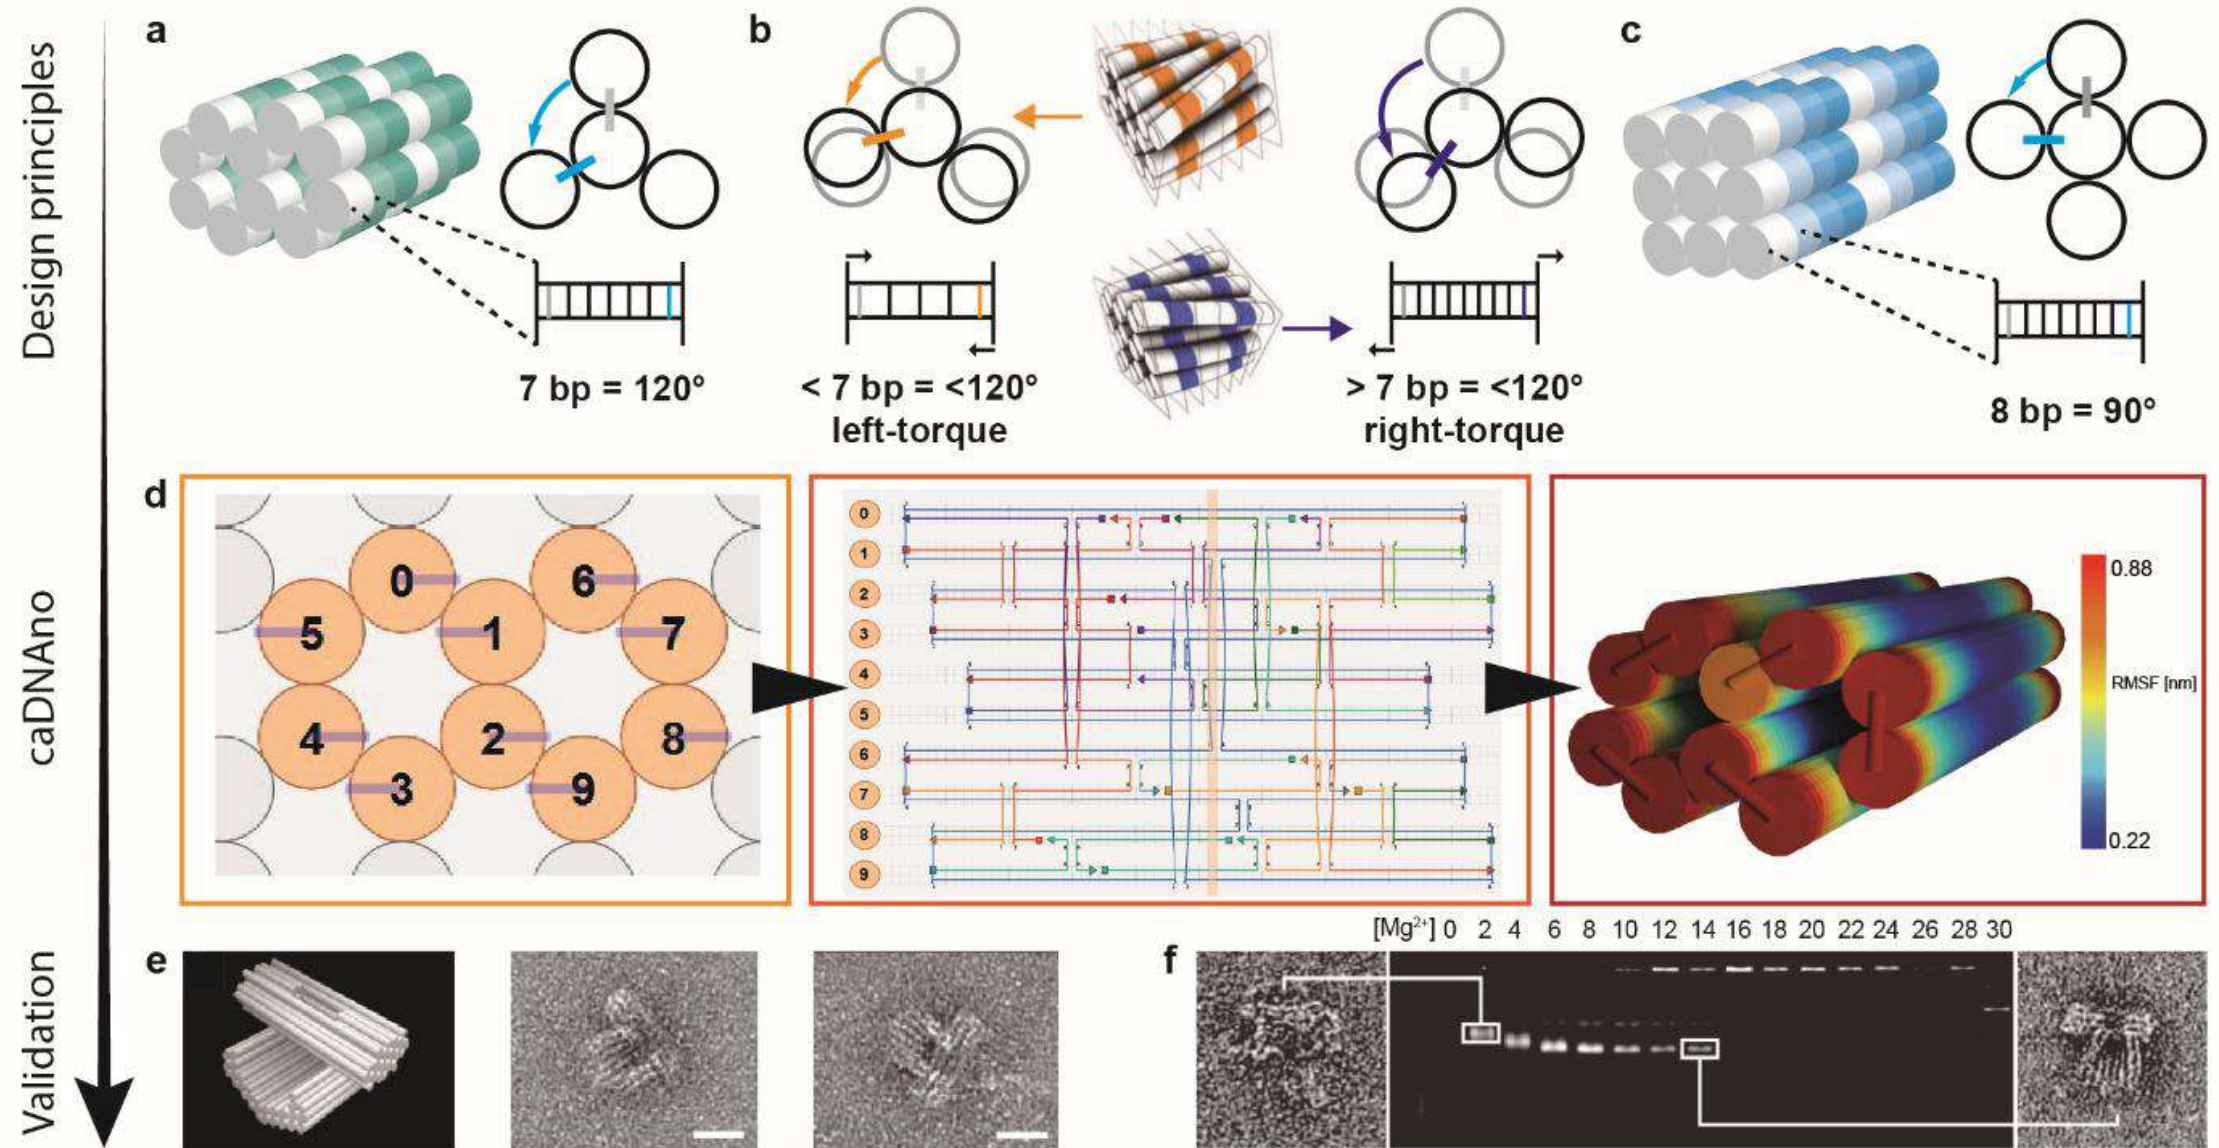 Design principles
caDNAno
Validation
a
7 bp = 120°
b
< 7 bp = <120°
left-torque
> 7 bp = <120°
right-torque
c
8 bp = 90°
d
0
6
5
1
7
4
2
8
3
9
0
1
2
3
4
5
6
7
8
9
0.88
RMSF [nm]
0.22
e
f
[Mg²⁺] 0 2 4 6 8 10 12 14 16 18 20 22 24 26 28 30